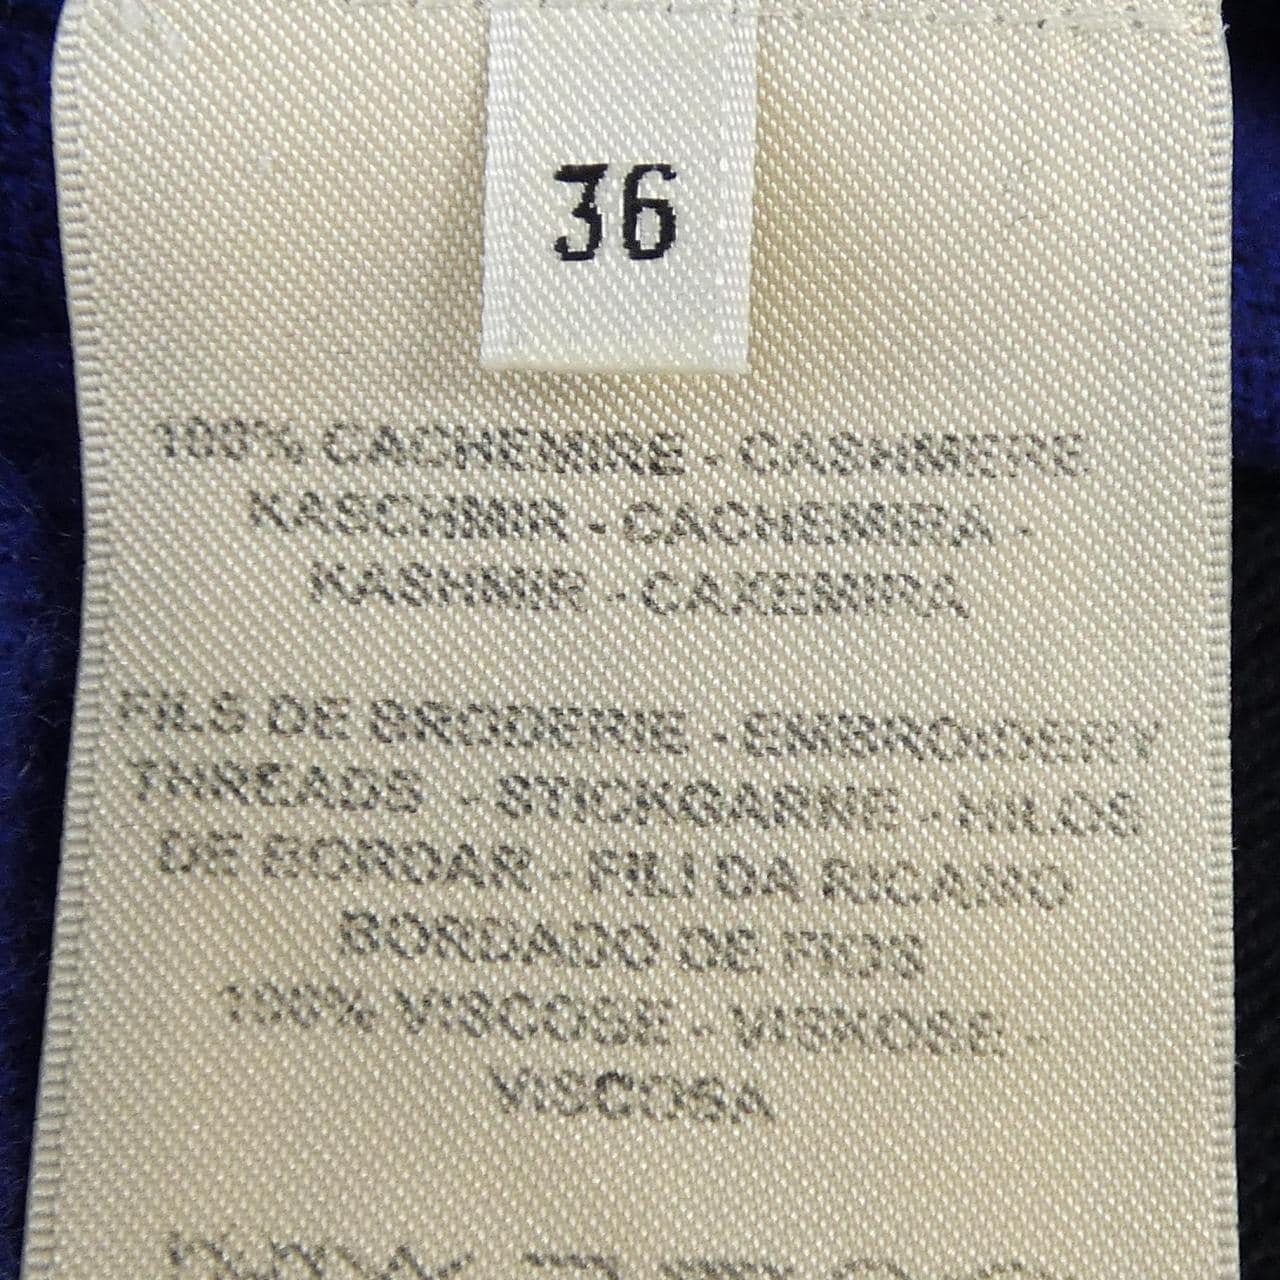 36
100% CACHEMIRE - CASHMERE
KASCHMIR - CACHEMIRA -
KASHMIR - CAXEMIRA
FILS DE BRODERIE - EMBROIDERY
THREADS - STICKGARNE - HILOS
DE BORDAR - FILI DA RICAMO
BORDADO DE FIOS
100% VISCOSE - VISKOSE -
VISCOSA